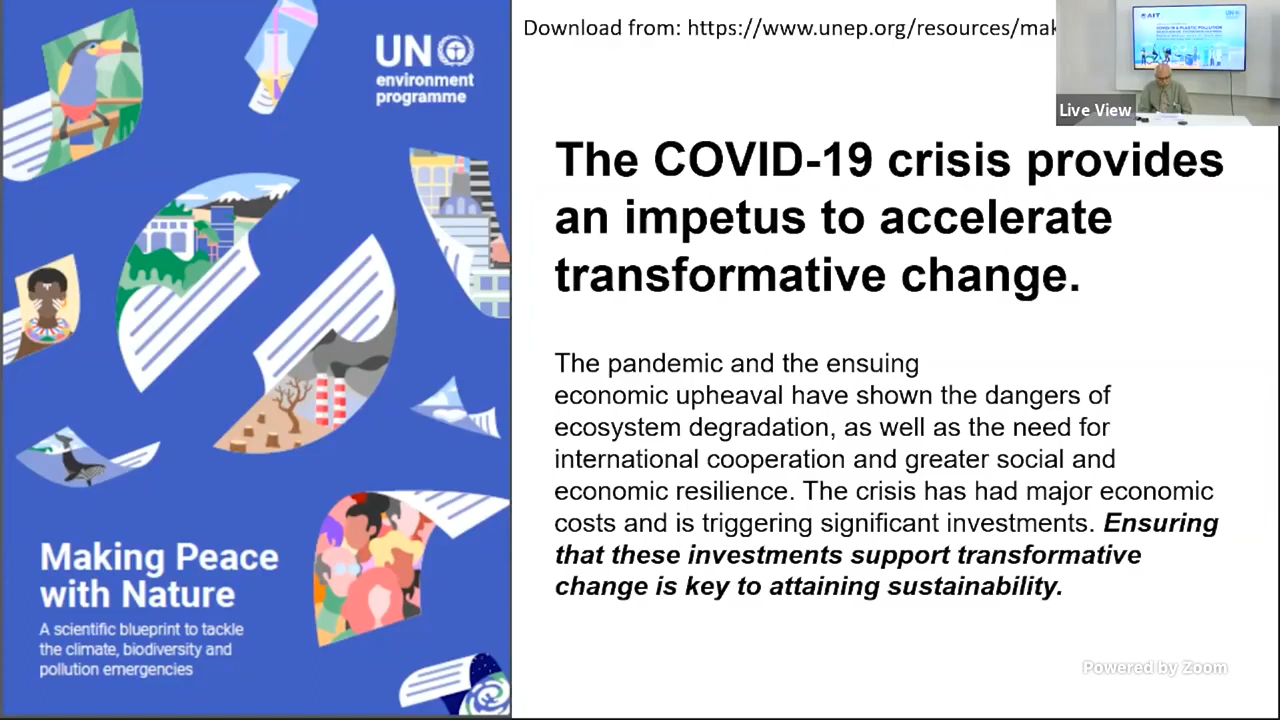 Download from: https://www.unep.org/resources/mak
UN
environment
programme
AIT
Live View
The COVID-19 crisis provides
an impetus to accelerate
transformative change.
The pandemic and the ensuing
economic upheaval have shown the dangers of
ecosystem degradation, as well as the need for
international cooperation and greater social and
economic resilience. The crisis has had major economic
costs and is triggering significant investments. Ensuring
that these investments support transformative
change is key to attaining sustainability.
Making Peace
with Nature
A scientific blueprint to tackle
the climate, biodiversity and
pollution emergencies
Powered by Zoom